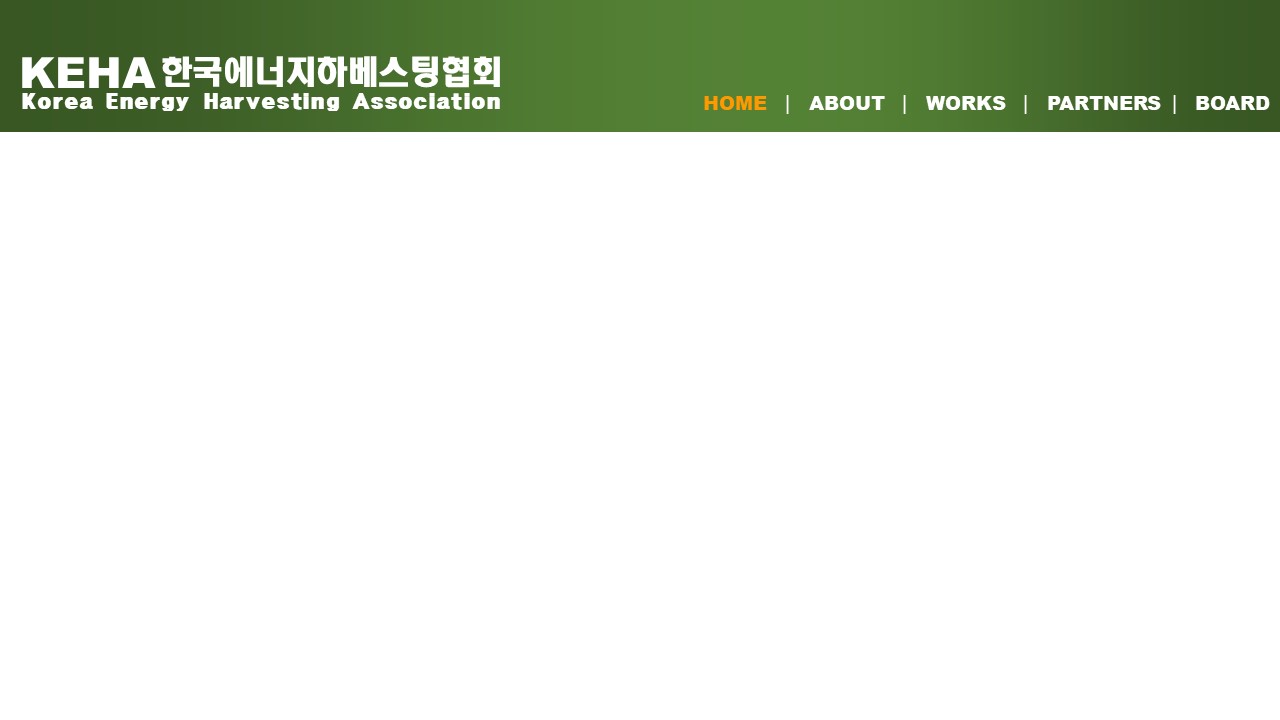 KEHA 한국에너지하베스팅협회
Korea Energy Harvesting Association
HOME | ABOUT | WORKS | PARTNERS | BOARD